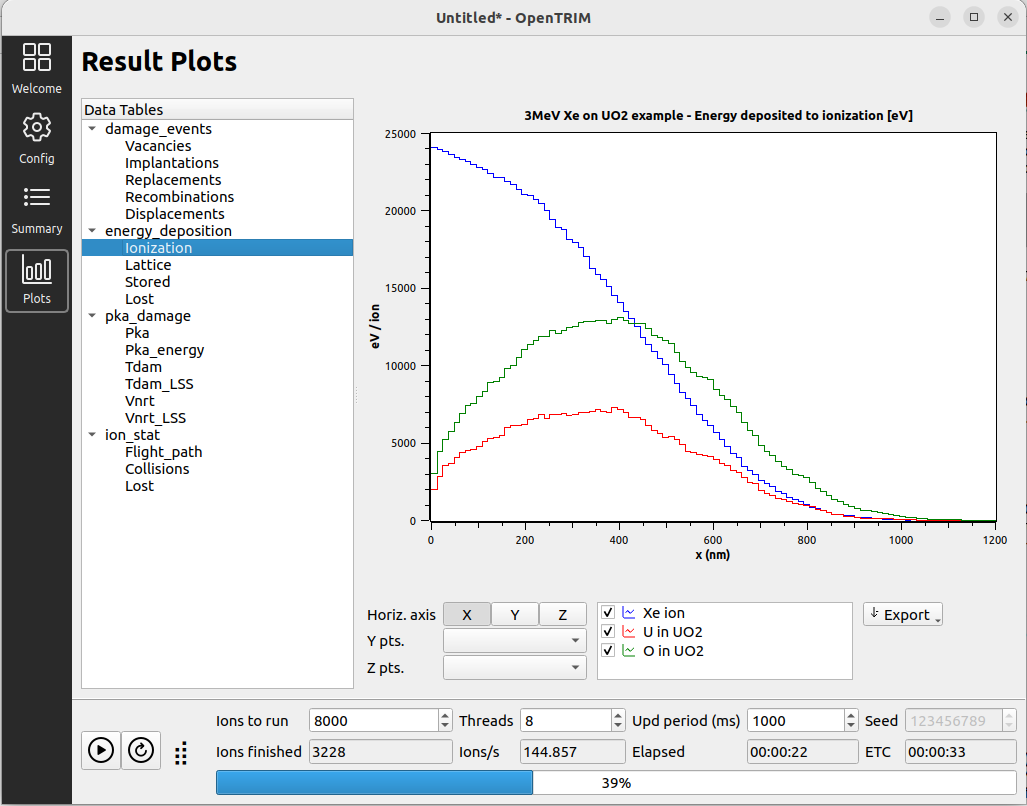 Untitled* - OpenTRIM
Welcome
Config
Summary
Plots
Result Plots
Data Tables
damage_events
Vacancies
Implantations
Replacements
Recombinations
Displacements
energy_deposition
Ionization
Lattice
Stored
Lost
pka_damage
Pka
Pka_energy
Tdam
Tdam_LSS
Vnrt
Vnrt_LSS
ion_stat
Flight_path
Collisions
Lost
3MeV Xe on UO2 example - Energy deposited to ionization [eV]
25000
20000
15000
10000
5000
0
eV / ion
0 200 400 600 800 1000 1200
x (nm)
Horiz. axis X Y Z
Y pts.
Z pts.
Xe ion
U in UO2
O in UO2
Export
Ions to run 8000 Threads 8 Upd period (ms) 1000 Seed 123456789
Ions finished 3228 Ions/s 144.857 Elapsed 00:00:22 ETC 00:00:33
39%